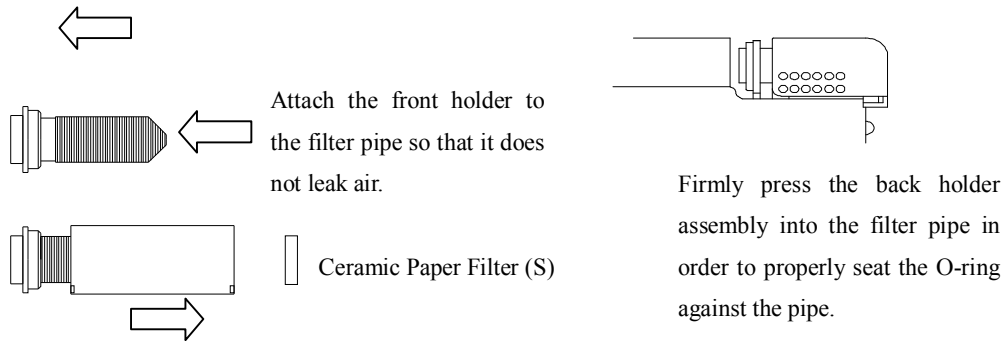 Attach the front holder to
the filter pipe so that it does
not leak air.
Ceramic Paper Filter (S)
Firmly press the back holder
assembly into the filter pipe in
order to properly seat the O-ring
against the pipe.